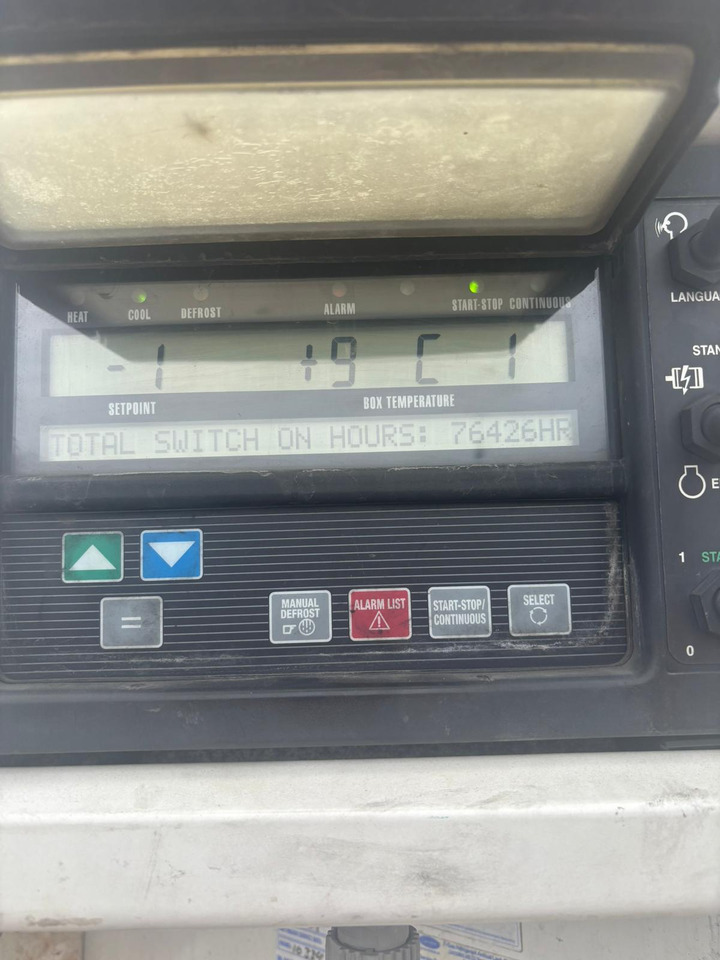 HEAT COOL DEFROST ALARM START-STOP CONTINUOUS
-1 +9 C 1
SETPOINT BOX TEMPERATURE
TOTAL SWITCH ON HOURS: 76426HR
=
MANUAL
DEFROST
ALARM LIST
START-STOP/
CONTINUOUS
SELECT
LANGUA
STAN
E
1 STA
0